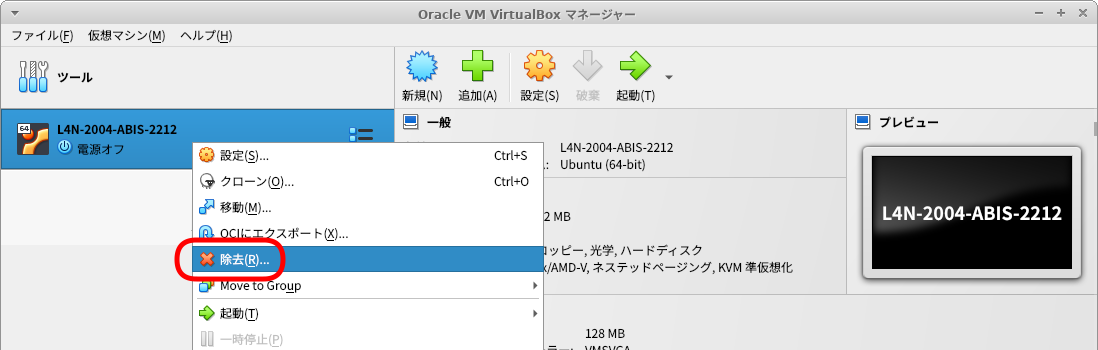 Oracle VM VirtualBox マネージャー
ファイル(F) 仮想マシン(M) ヘルプ(H)
ツール
新規(N) 追加(A) 設定(S) 破棄 起動(T)
64
L4N-2004-ABIS-2212
電源オフ
設定(S)... Ctrl+S
クローン(O)... Ctrl+O
移動(M)...
OCIにエクスポート(X)...
除去(R)...
Move to Group
起動(T)
一時停止(P)
一般
L4N-2004-ABIS-2212
Ubuntu (64-bit)
2 MB
ロッピー, 光学, ハードディスク
x/AMD-V, ネステッドページング, KVM 準仮想化
128 MB
VMSVGA
プレビュー
L4N-2004-ABIS-2212